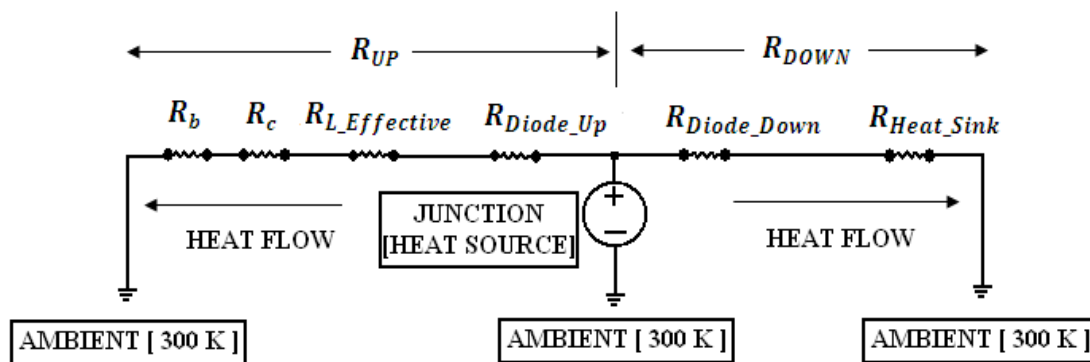 R_UP R_DOWN
R_b R_c R_L_Effective R_Diode_Up R_Diode_Down R_Heat_Sink
+
JUNCTION
[HEAT SOURCE]
−
HEAT FLOW HEAT FLOW
AMBIENT [ 300 K ] AMBIENT [ 300 K ] AMBIENT [ 300 K ]